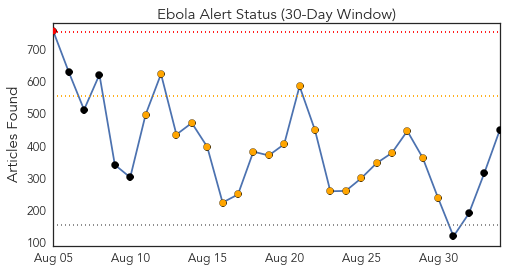 Ebola Alert Status (30-Day Window)
Articles Found
700
600
500
400
300
200
100
Aug 05
Aug 10
Aug 15
Aug 20
Aug 25
Aug 30